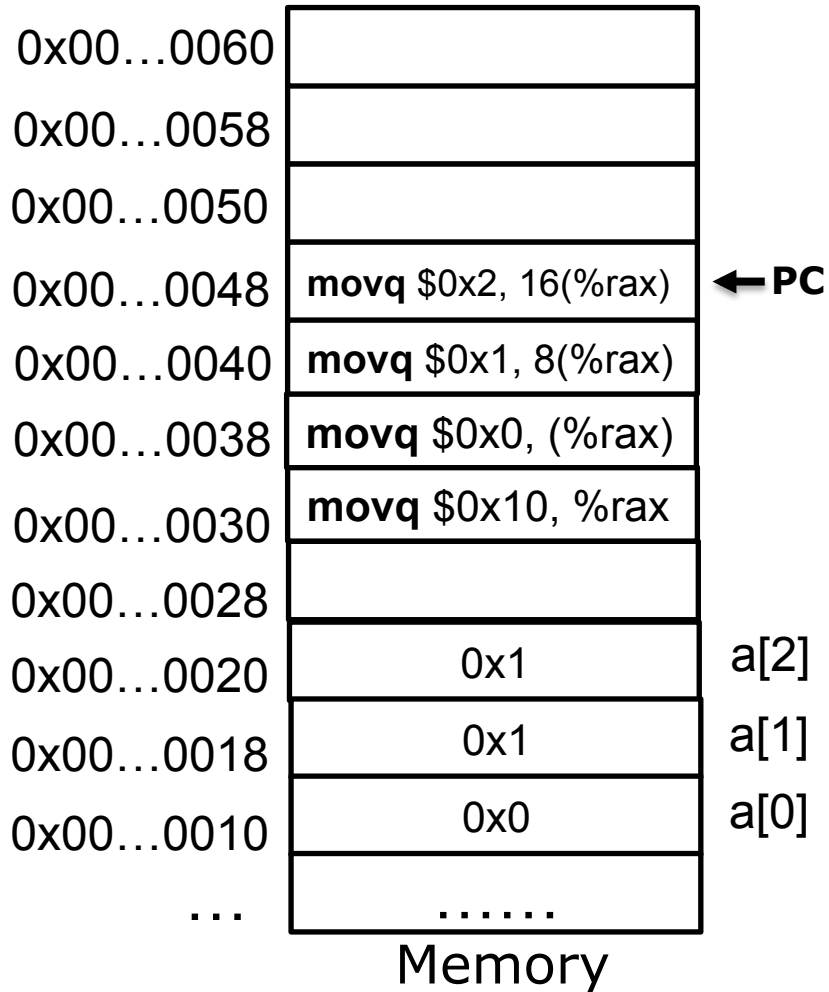 0x00…0060
0x00…0058
0x00…0050
0x00…0048 movq $0x2, 16(%rax) PC
0x00…0040 movq $0x1, 8(%rax)
0x00…0038 movq $0x0, (%rax)
0x00…0030 movq $0x10, %rax
0x00…0028
0x00…0020 0x1 a[2]
0x00…0018 0x1 a[1]
0x00…0010 0x0 a[0]
… ……
Memory